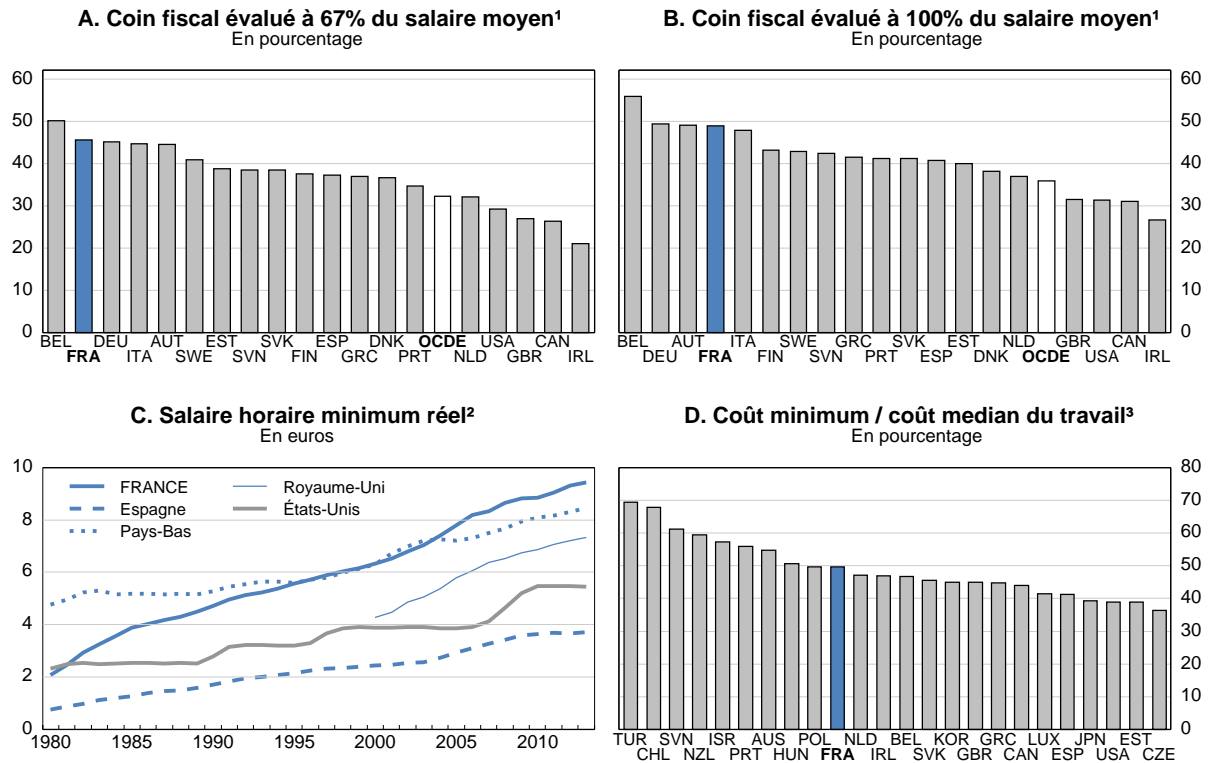 A. Coin fiscal évalué à 67% du salaire moyen¹
En pourcentage
60
50
40
30
20
10
0
BEL DEU AUT EST SVK ESP DNK OCDE USA CAN
FRA ITA SWE SVN FIN GRC PRT NLD GBR IRL
B. Coin fiscal évalué à 100% du salaire moyen¹
En pourcentage
60
50
40
30
20
10
0
BEL AUT ITA SWE GRC SVK EST NLD GBR CAN
DEU FRA FIN SVN PRT ESP DNK OCDE USA IRL
C. Salaire horaire minimum réel²
En euros
10
8
6
4
2
0
FRANCE Royaume-Uni
Espagne États-Unis
Pays-Bas
1980 1985 1990 1995 2000 2005 2010
D. Coût minimum / coût median du travail³
En pourcentage
80
70
60
50
40
30
20
10
0
TUR SVN ISR AUS POL NLD BEL KOR GRC LUX JPN EST
CHL NZL PRT HUN FRA IRL SVK GBR CAN ESP USA CZE